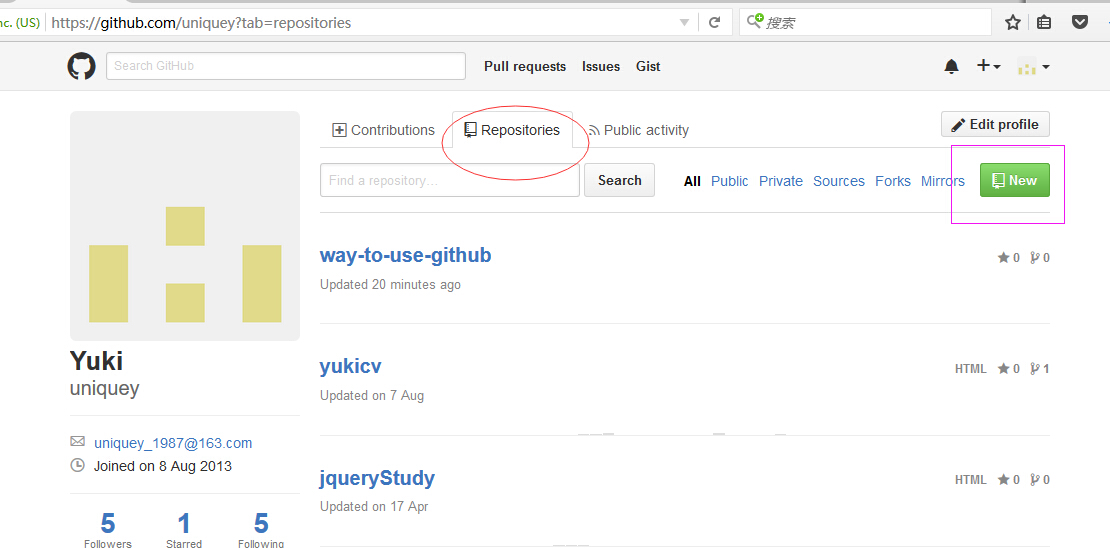 nc. (US) https://github.com/uniquey?tab=repositories 搜索
Search GitHub Pull requests Issues Gist
Contributions Repositories Public activity Edit profile
Find a repository… Search All Public Private Sources Forks Mirrors New
way-to-use-github 0 0
Updated 20 minutes ago
Yuki
uniquey
yukicv HTML 0 1
Updated on 7 Aug
uniquey_1987@163.com
Joined on 8 Aug 2013
jqueryStudy HTML 0 0
Updated on 17 Apr
5 1 5
Followers Starred Following